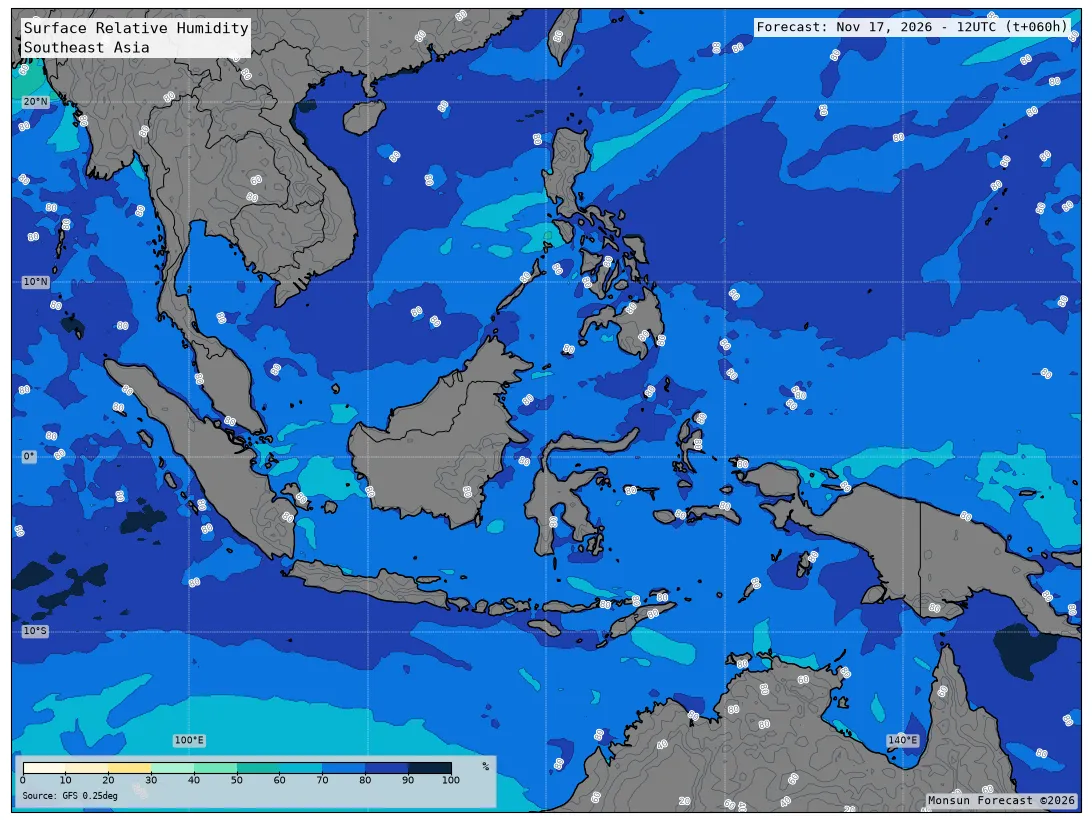 Surface Relative Humidity
Southeast Asia
Forecast: Nov 17, 2026 - 12UTC (t+060h)
20°N
10°N
0°
10°S
100°E
140°E
0 10 20 30 40 50 60 70 80 90 100 %
Source: GFS 0.25deg
Monsun Forecast ©2026